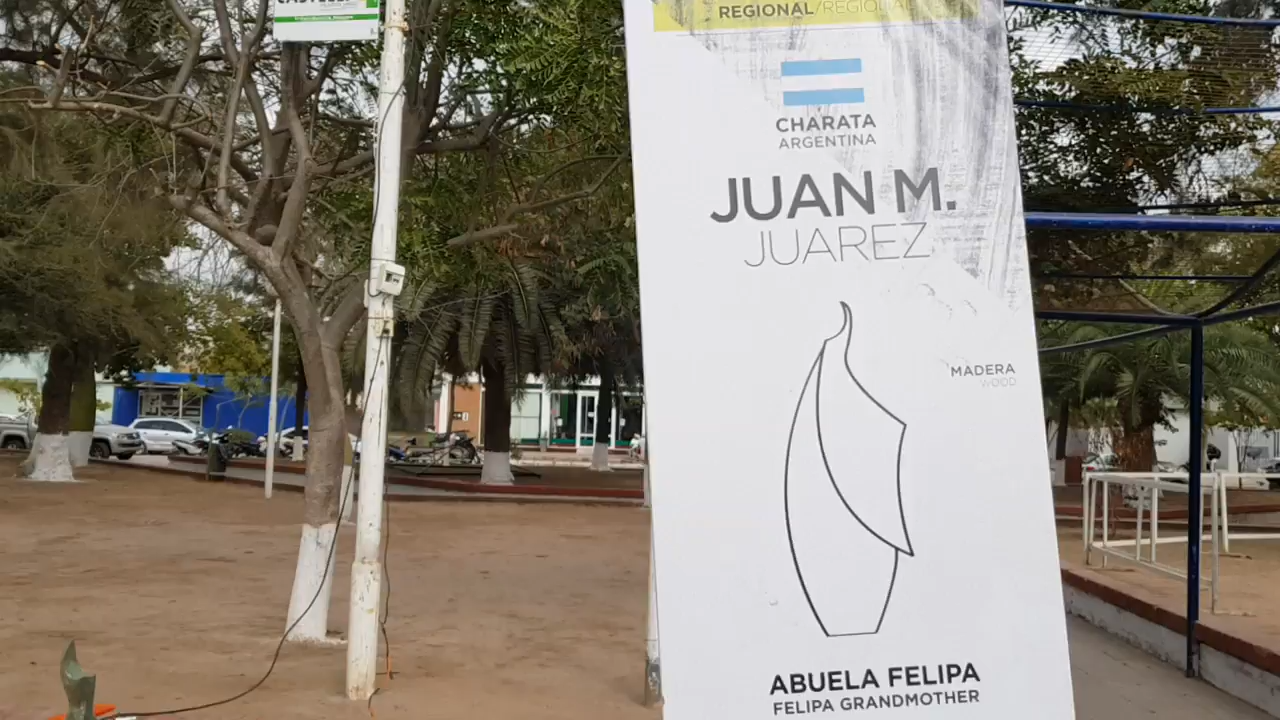 REGIONAL/REGIONAL
CHARATA
ARGENTINA
JUAN M.
JUAREZ
MADERA
WOOD
ABUELA FELIPA
FELIPA GRANDMOTHER